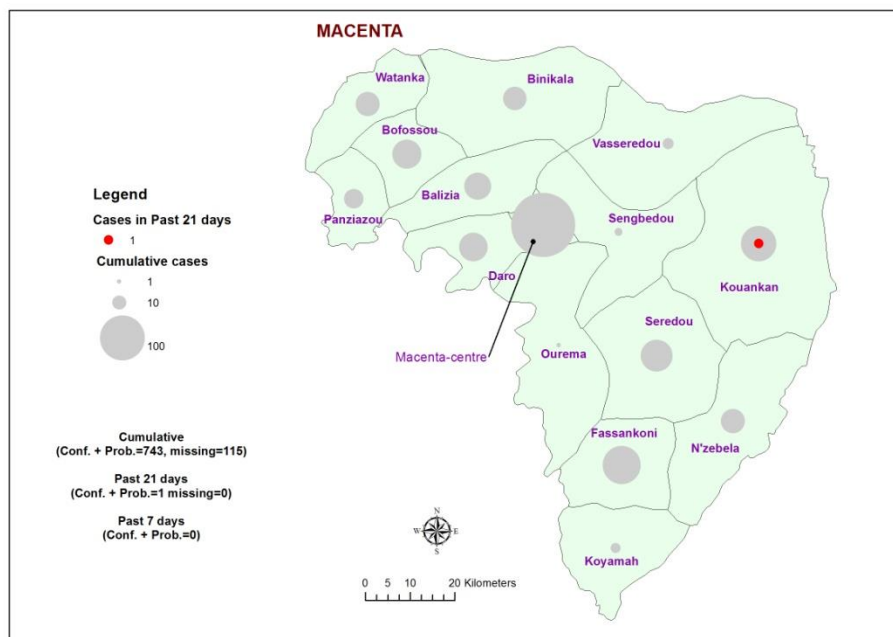 MACENTA
Watanka
Binikala
Bofossou
Vasseredou
Balizia
Legend
Panziazou
Sengbedou
Cases in Past 21 days
1
Cumulative cases
1
10
100
Daro
Kouankan
Seredou
Macenta-centre
Ourema
Fassankoni
N'zebela
Cumulative
(Conf. + Prob.=743, missing=115)
Past 21 days
(Conf. + Prob.=1 missing=0)
Past 7 days
(Conf. + Prob.=0)
N
W E
S
Koyamah
0 5 10 20 Kilometers